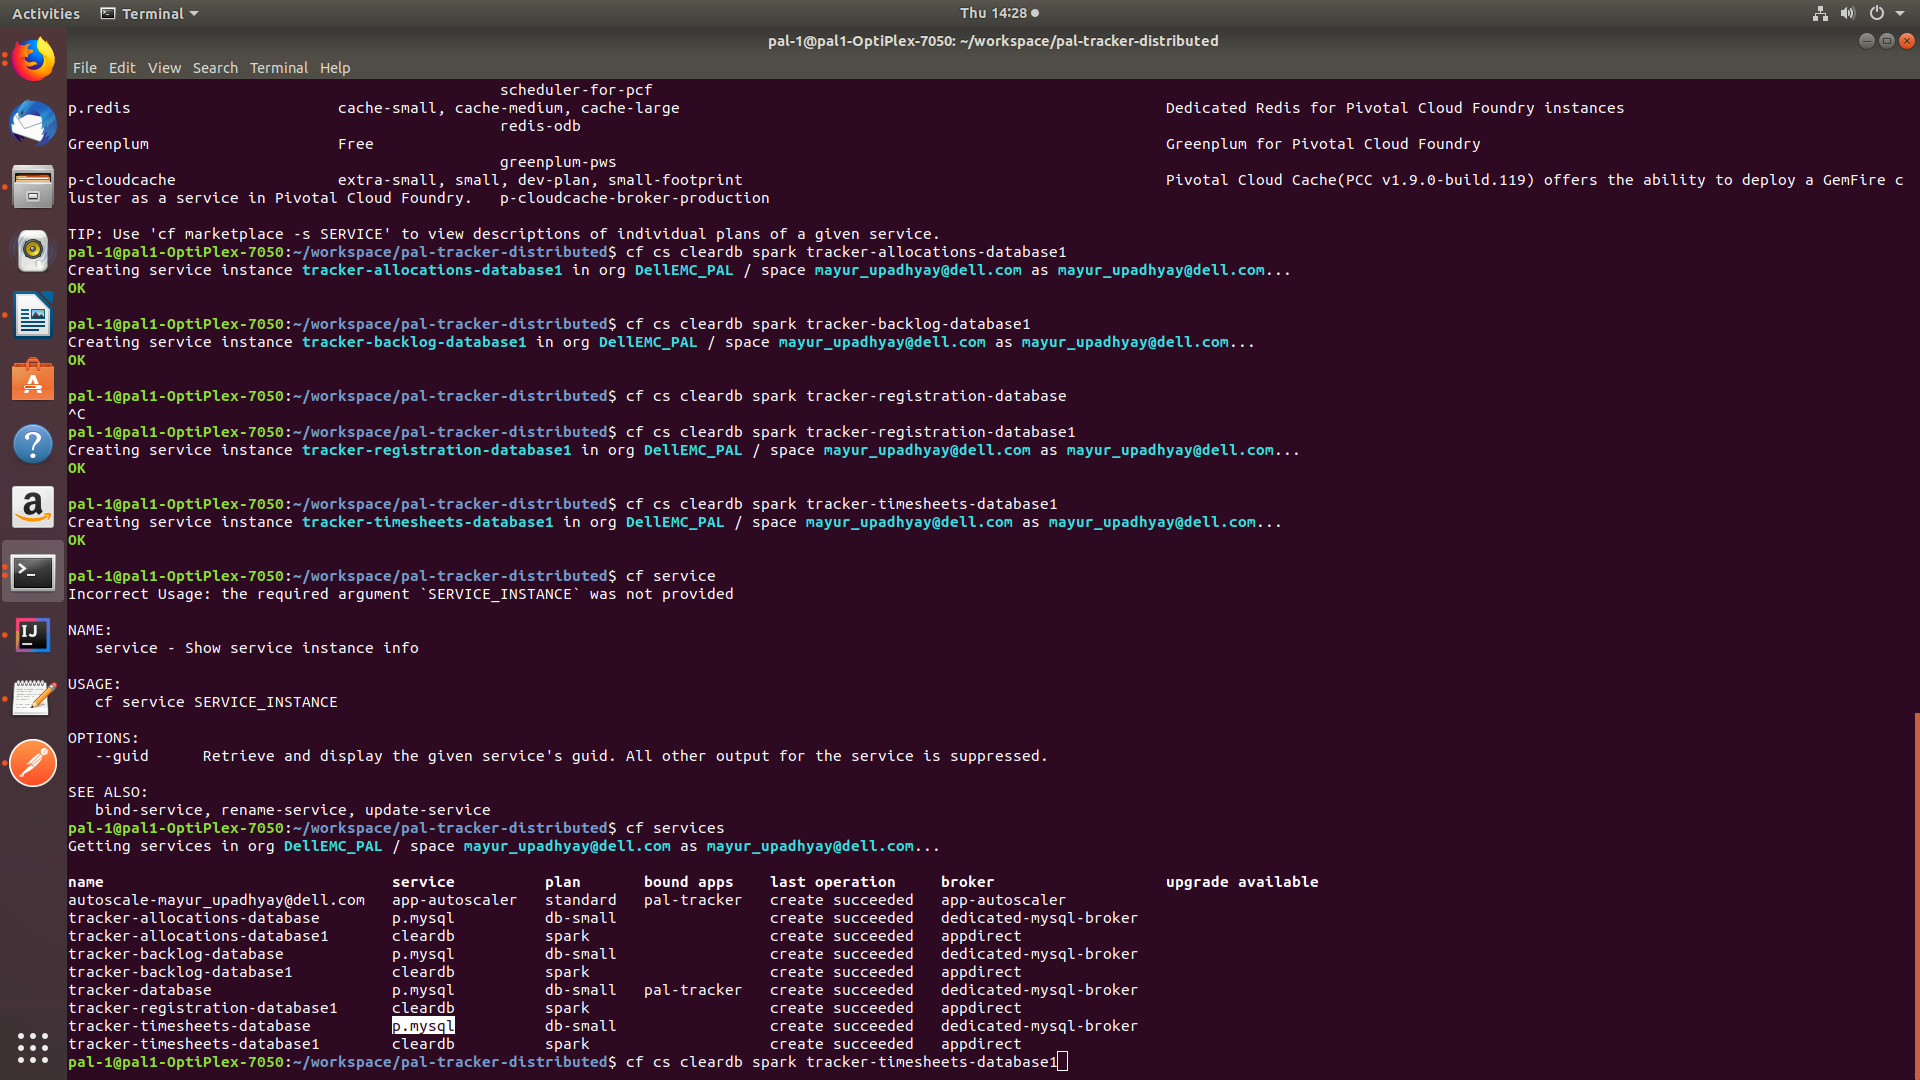 Activities Terminal Thu 14:28
pal-1@pal1-OptiPlex-7050: ~/workspace/pal-tracker-distributed
File Edit View Search Terminal Help
scheduler-for-pcf
p.redis cache-small, cache-medium, cache-large Dedicated Redis for Pivotal Cloud Foundry instances
redis-odb
Greenplum Free Greenplum for Pivotal Cloud Foundry
greenplum-pws
p-cloudcache extra-small, small, dev-plan, small-footprint Pivotal Cloud Cache(PCC v1.9.0-build.119) offers the ability to deploy a GemFire c
luster as a service in Pivotal Cloud Foundry. p-cloudcache-broker-production
TIP: Use 'cf marketplace -s SERVICE' to view descriptions of individual plans of a given service.
pal-1@pal1-OptiPlex-7050:~/workspace/pal-tracker-distributed$ cf cs cleardb spark tracker-allocations-database1
Creating service instance tracker-allocations-database1 in org DellEMC_PAL / space mayur_upadhyay@dell.com as mayur_upadhyay@dell.com...
OK
pal-1@pal1-OptiPlex-7050:~/workspace/pal-tracker-distributed$ cf cs cleardb spark tracker-backlog-database1
Creating service instance tracker-backlog-database1 in org DellEMC_PAL / space mayur_upadhyay@dell.com as mayur_upadhyay@dell.com...
OK
pal-1@pal1-OptiPlex-7050:~/workspace/pal-tracker-distributed$ cf cs cleardb spark tracker-registration-database
^C
pal-1@pal1-OptiPlex-7050:~/workspace/pal-tracker-distributed$ cf cs cleardb spark tracker-registration-database1
Creating service instance tracker-registration-database1 in org DellEMC_PAL / space mayur_upadhyay@dell.com as mayur_upadhyay@dell.com...
OK
pal-1@pal1-OptiPlex-7050:~/workspace/pal-tracker-distributed$ cf cs cleardb spark tracker-timesheets-database1
Creating service instance tracker-timesheets-database1 in org DellEMC_PAL / space mayur_upadhyay@dell.com as mayur_upadhyay@dell.com...
OK
pal-1@pal1-OptiPlex-7050:~/workspace/pal-tracker-distributed$ cf service
Incorrect Usage: the required argument `SERVICE_INSTANCE` was not provided
NAME:
service - Show service instance info
USAGE:
cf service SERVICE_INSTANCE
OPTIONS:
--guid Retrieve and display the given service's guid. All other output for the service is suppressed.
SEE ALSO:
bind-service, rename-service, update-service
pal-1@pal1-OptiPlex-7050:~/workspace/pal-tracker-distributed$ cf services
Getting services in org DellEMC_PAL / space mayur_upadhyay@dell.com as mayur_upadhyay@dell.com...
name service plan bound apps last operation broker upgrade available
autoscale-mayur_upadhyay@dell.com app-autoscaler standard pal-tracker create succeeded app-autoscaler
tracker-allocations-database p.mysql db-small create succeeded dedicated-mysql-broker
tracker-allocations-database1 cleardb spark create succeeded appdirect
tracker-backlog-database p.mysql db-small create succeeded dedicated-mysql-broker
tracker-backlog-database1 cleardb spark create succeeded appdirect
tracker-database p.mysql db-small pal-tracker create succeeded dedicated-mysql-broker
tracker-registration-database1 cleardb spark create succeeded appdirect
tracker-timesheets-database p.mysql db-small create succeeded dedicated-mysql-broker
tracker-timesheets-database1 cleardb spark create succeeded appdirect
pal-1@pal1-OptiPlex-7050:~/workspace/pal-tracker-distributed$ cf cs cleardb spark tracker-timesheets-database1